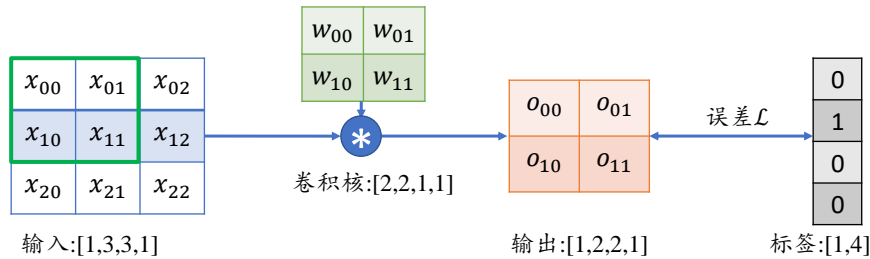 w₀₀ w₀₁
w₁₀ w₁₁
x₀₀ x₀₁ x₀₂
x₁₀ x₁₁ x₁₂
x₂₀ x₂₁ x₂₂
*
o₀₀ o₀₁
o₁₀ o₁₁
误差ℒ
0
1
0
0
卷积核:[2,2,1,1]
输入:[1,3,3,1]
输出:[1,2,2,1]
标签:[1,4]